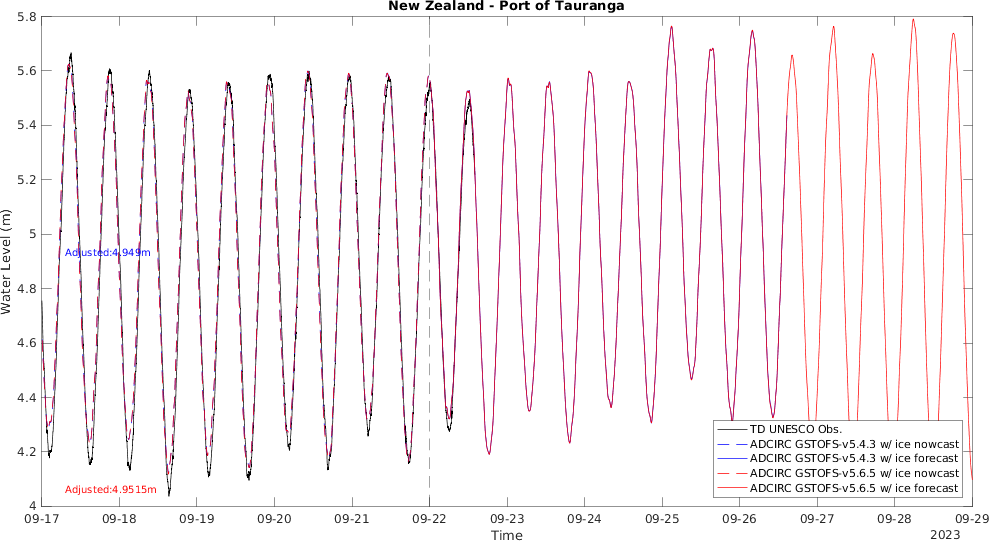 New Zealand - Port of Tauranga
5.8
5.6
5.4
5.2
5
4.8
4.6
4.4
4.2
4
Water Level (m)
Adjusted:4.949m
Adjusted:4.9515m
TD UNESCO Obs.
ADCIRC GSTOFS-v5.4.3 w/ ice nowcast
ADCIRC GSTOFS-v5.4.3 w/ ice forecast
ADCIRC GSTOFS-v5.6.5 w/ ice nowcast
ADCIRC GSTOFS-v5.6.5 w/ ice forecast
09-17 09-18 09-19 09-20 09-21 09-22 09-23 09-24 09-25 09-26 09-27 09-28 09-29
Time
2023